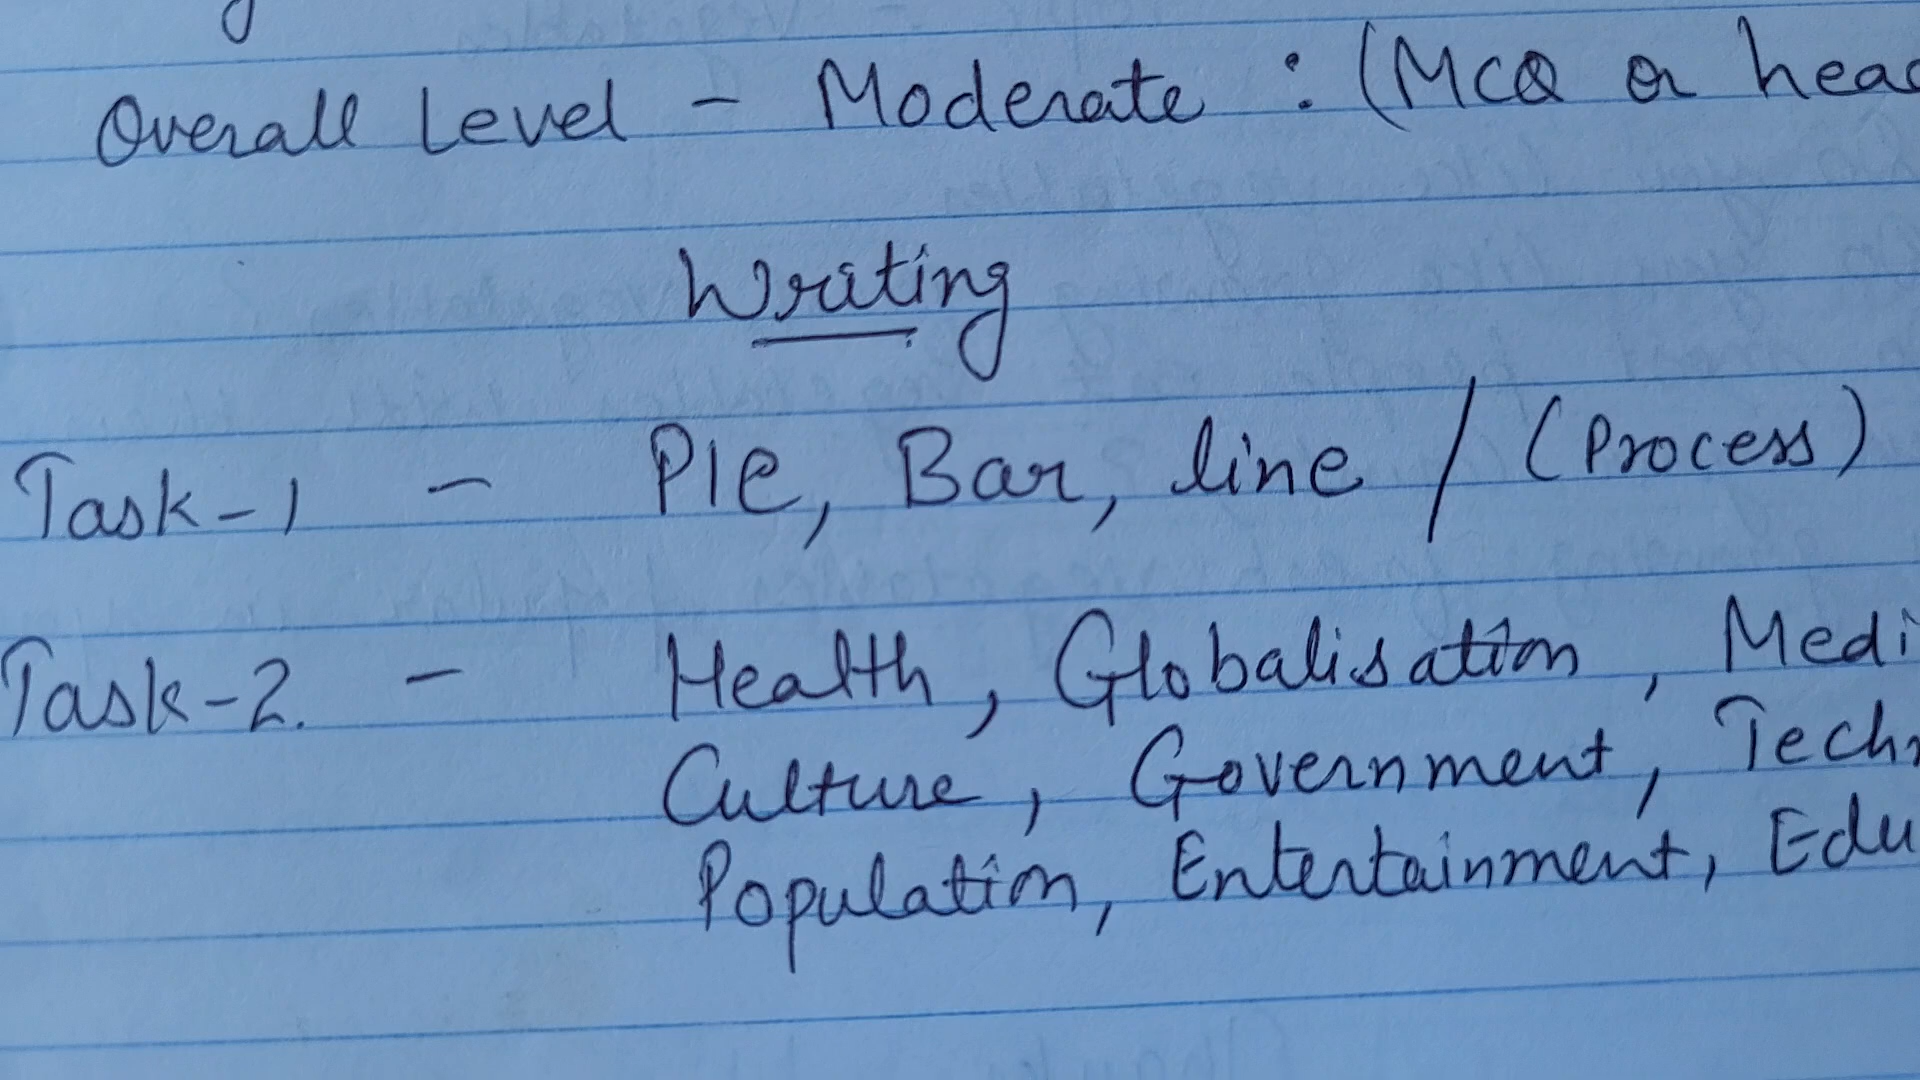 Overall Level - Moderate : (MCQ or
Writing
Task-1 - PIe, Bar, line / (Process)
Task-2. - Health, Globalisation,
Culture, Government,
Population, Entertainment,